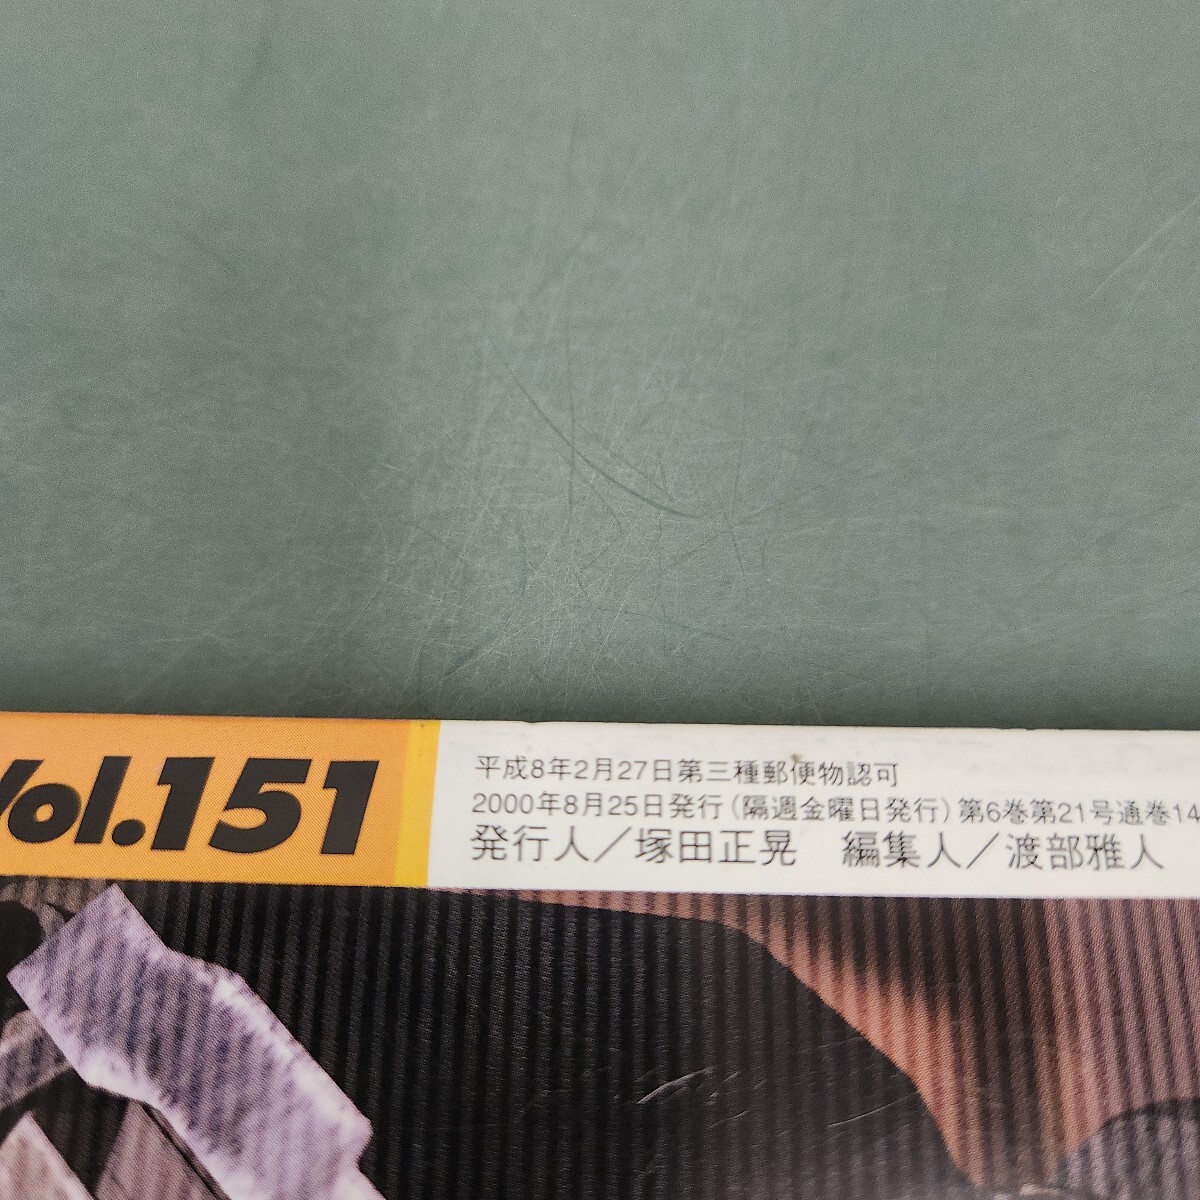 Vol.151
平成8年2月27日第三種郵便物認可
2000年8月25日発行(隔週金曜日発行)第6巻第21号通巻14
発行人／塚田正晃 編集人／渡部雅人